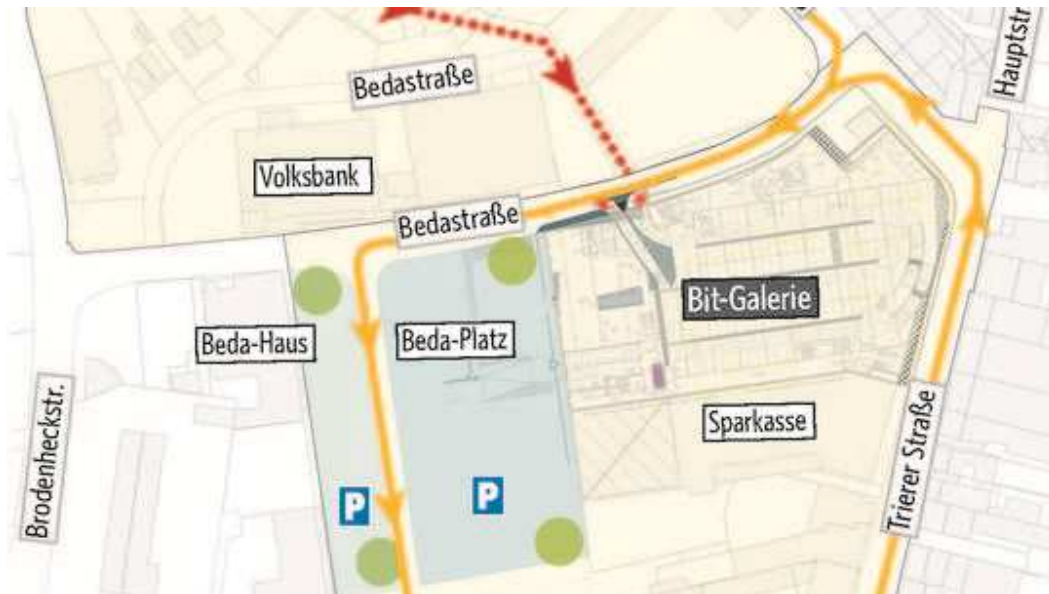 Hauptstr.
Bedastraße
Volksbank
Bedastraße
Bit-Galerie
Beda-Haus
Beda-Platz
Sparkasse
Brodenheckstr.
Trierer Straße
P
P